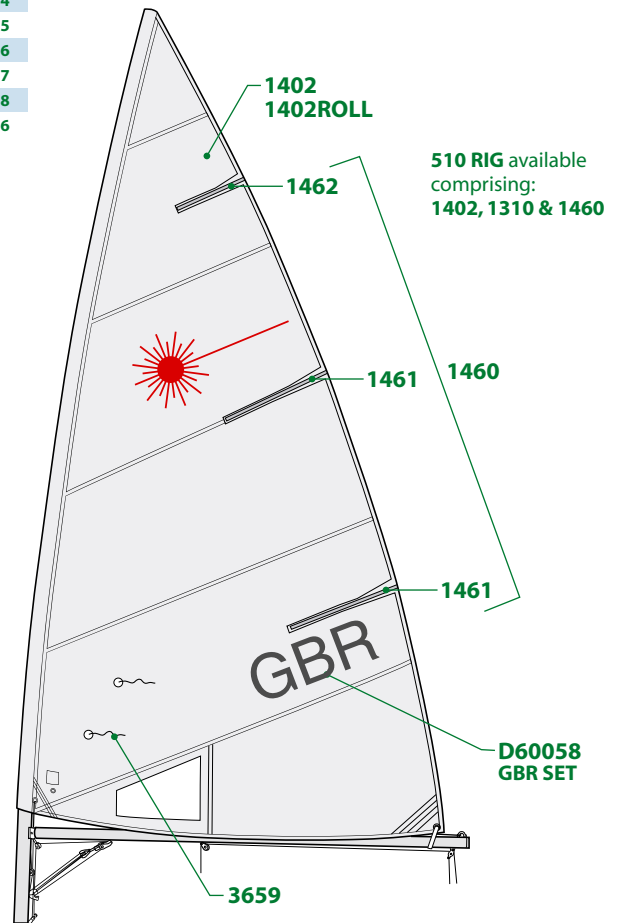 4
5
6
7
8
6
1402
1402ROLL
1462
510 RIG available
comprising:
1402, 1310 & 1460
1461
1460
1461
GBR
D60058
GBR SET
3659